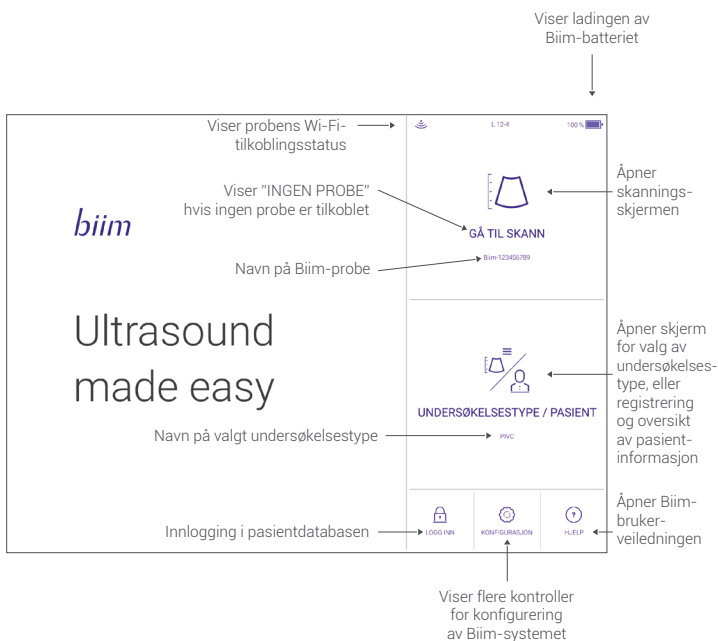 Viser ladingen av
Biim-batteriet
Viser probens Wi-Fi-
tilkoblingsstatus
L 12-4
100 %
Viser "INGEN PROBE"
hvis ingen probe er tilkoblet
Åpner
skannings-
skjermen
biim
GÅ TIL SKANN
Biim-123456789
Navn på Biim-probe
Ultrasound
made easy
Åpner skjerm
for valg av
undersøkelses-
type, eller
registrering
og oversikt
av pasient-
informasjon
UNDERSØKELSESTYPE / PASIENT
PIVC
Navn på valgt undersøkelsestype
Innlogging i pasientdatabasen
LOGG INN
KONFIGURASJON
?
HJELP
Åpner Biim-
bruker-
veiledningen
Viser flere kontroller
for konfigurering
av Biim-systemet